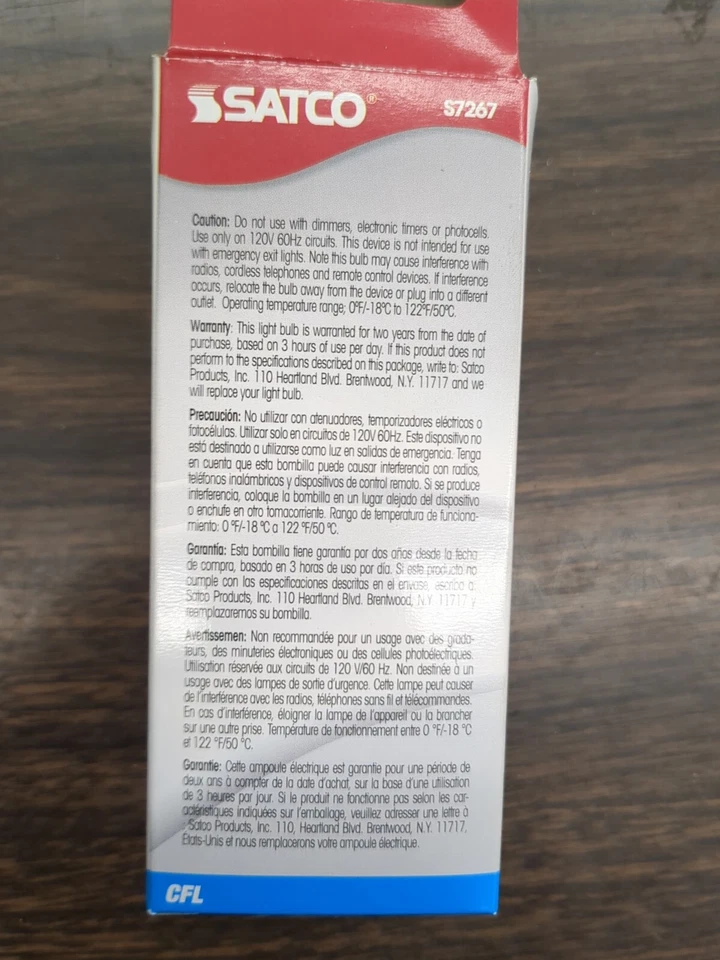 SATCO® S7267
Caution: Do not use with dimmers, electronic timers or photocells.
Use only on 120V 60Hz circuits. This device is not intended for use
with emergency exit lights. Note this bulb may cause interference with
radios, cordless telephones and remote control devices. If interference
occurs, relocate the bulb away from the device or plug into a different
outlet. Operating temperature range; 0°F/-18°C to 122°F/50°C.
Warranty: This light bulb is warranted for two years from the date of
purchase, based on 3 hours of use per day. If this product does not
perform to the specifications described on this package, write to: Satco
Products, Inc. 110 Heartland Blvd. Brentwood, N.Y. 11717 and we
will replace your light bulb.
Precaución: No utilizar con atenuadores, temporizadores eléctricos o
fotocélulas. Utilizar solo en circuitos de 120V 60Hz. Este dispositivo no
está destinado a utilizarse como luz en salidas de emergencia. Tenga
en cuenta que esta bombilla puede causar interferencia con radios,
teléfonos inalámbricos y dispositivos de control remoto. Si se produce
interferencia, coloque la bombilla en un lugar alejado del dispositivo
o enchufe en otro tomacorriente. Rango de temperatura de funciona-
miento: 0 °F/-18 °C a 122 °F/50 °C.
Garantía: Esta bombilla tiene garantía por dos años desde la fecha
de compra, basado en 3 horas de uso por día. Si este producto no
cumple con las especificaciones descritas en el envase, escriba a:
Satco Products, Inc. 110 Heartland Blvd. Brentwood, N.Y. 11717 y
reemplazaremos su bombilla.
Avertissemen: Non recommandée pour un usage avec des grada-
teurs, des minuteries électroniques ou des cellules photoélectriques.
Utilisation réservée aux circuits de 120 V/60 Hz. Non destinée à un
usage avec des lampes de sortie d'urgence. Cette lampe peut causer
de l'interférence avec les radios, téléphones sans fil et télécommandes.
En cas d'interférence, éloigner la lampe de l'appareil ou la brancher
sur une autre prise. Température de fonctionnement entre 0 °F/-18 °C
et 122 °F/50 °C.
Garantie: Cette ampoule électrique est garantie pour une période de
deux ans à compter de la date d'achat, sur la base d'une utilisation
de 3 heures par jour. Si le produit ne fonctionne pas selon les car-
actéristiques indiquées sur l'emballage, veuillez adresser une lettre à
:Satco Products, Inc. 110, Heartland Blvd. Brentwood, N.Y. 11717,
États-Unis et nous remplacerons votre ampoule électrique.
CFL